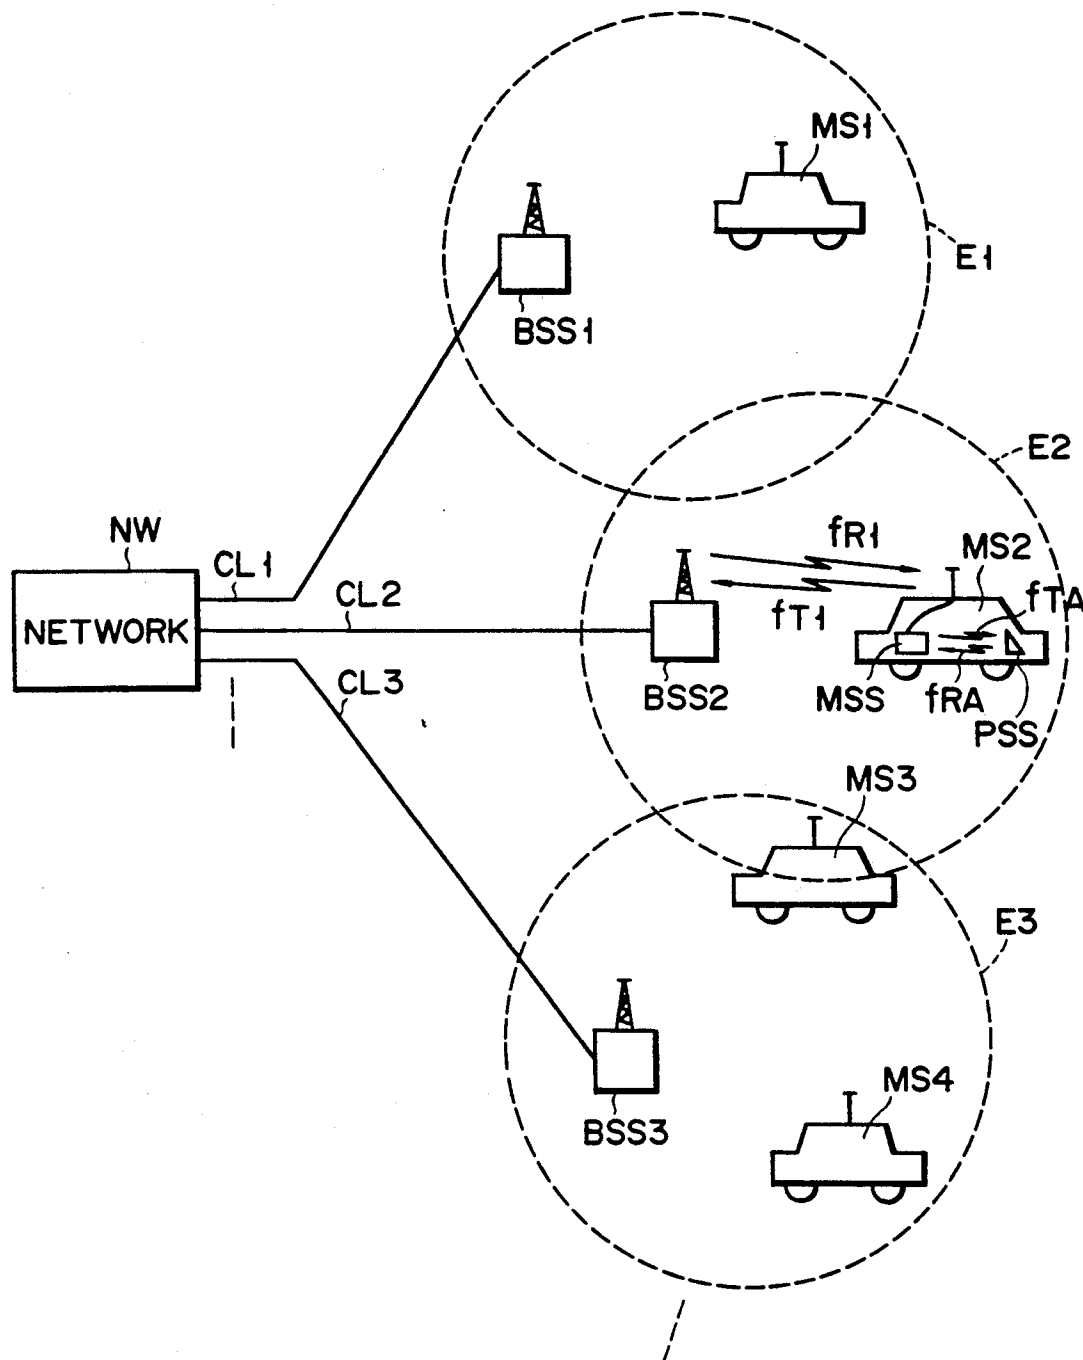 MS1
E1
BSS1
E2
NW
CL1
CL2
fR1
MS2
fTA
fT1
NETWORK
CL3
BSS2
MSS
fRA
PSS
MS3
E3
MS4
BSS3